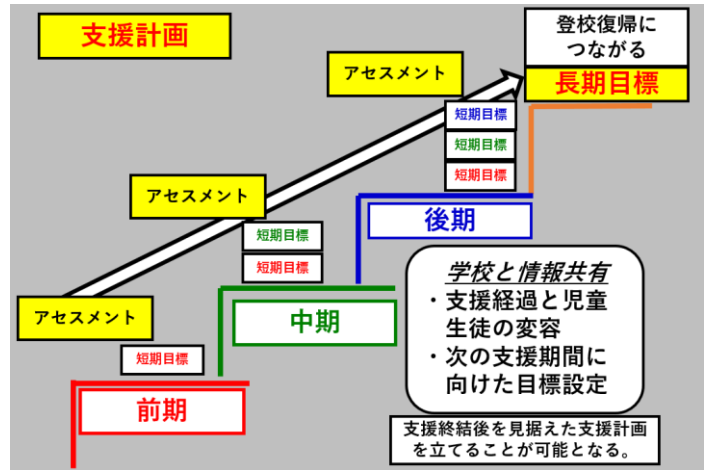 支援計画
登校復帰に
つながる
長期目標
アセスメント
短期目標
短期目標
短期目標
アセスメント
後期
短期目標
短期目標
アセスメント
中期
短期目標
前期
学校と情報共有
・支援経過と児童
生徒の変容
・次の支援期間に
向けた目標設定
支援終結後を見据えた支援計画
を立てることが可能となる。